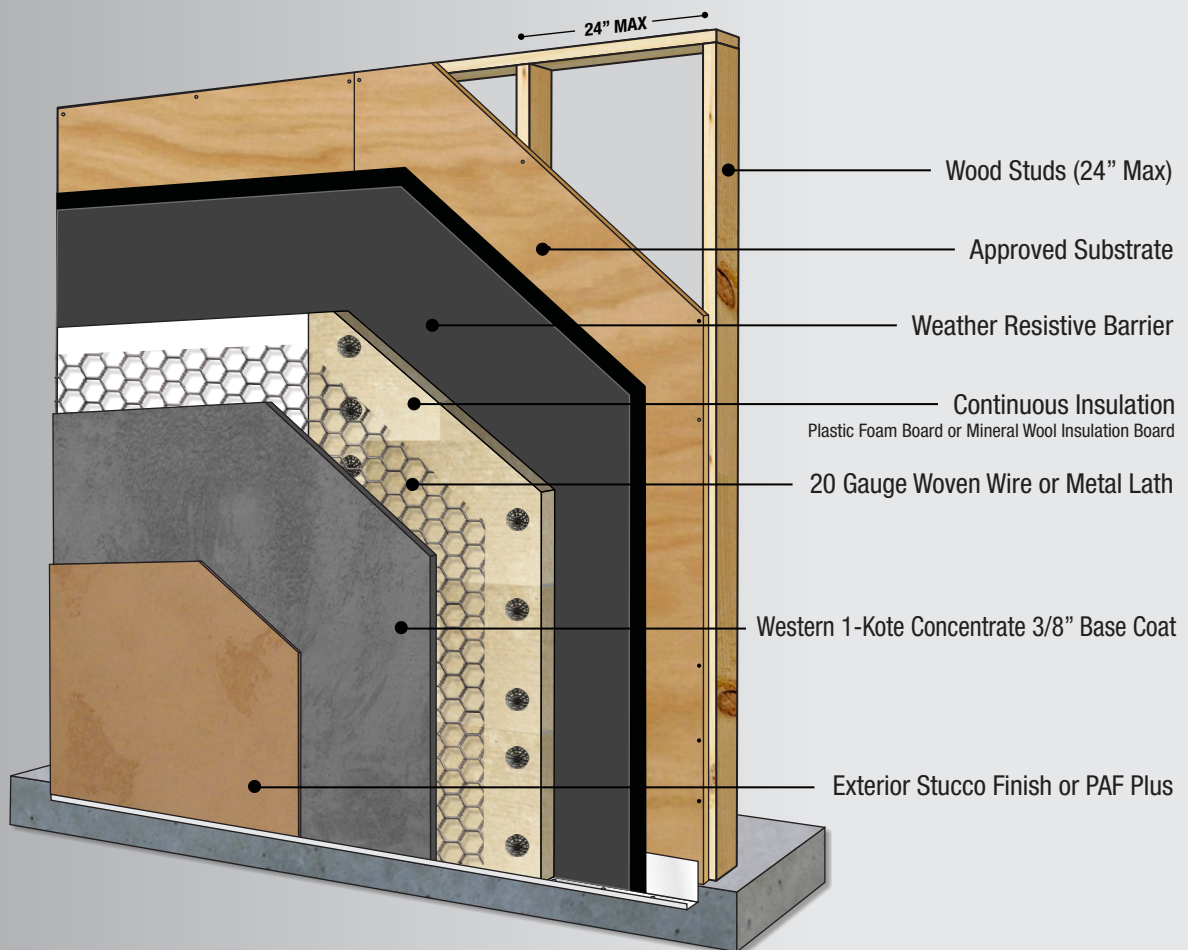 24” MAX
Wood Studs (24” Max)
Approved Substrate
Weather Resistive Barrier
Continuous Insulation
Plastic Foam Board or Mineral Wool Insulation Board
20 Gauge Woven Wire or Metal Lath
Western 1-Kote Concentrate 3/8” Base Coat
Exterior Stucco Finish or PAF Plus